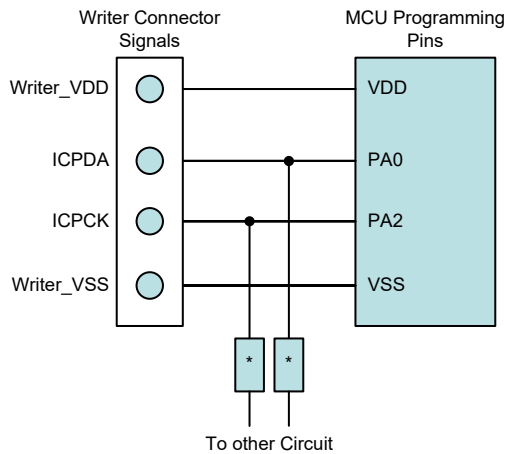 Writer Connector
Signals
MCU Programming
Pins
Writer_VDD
VDD
ICPDA
PA0
ICPCK
PA2
Writer_VSS
VSS
* *
To other Circuit